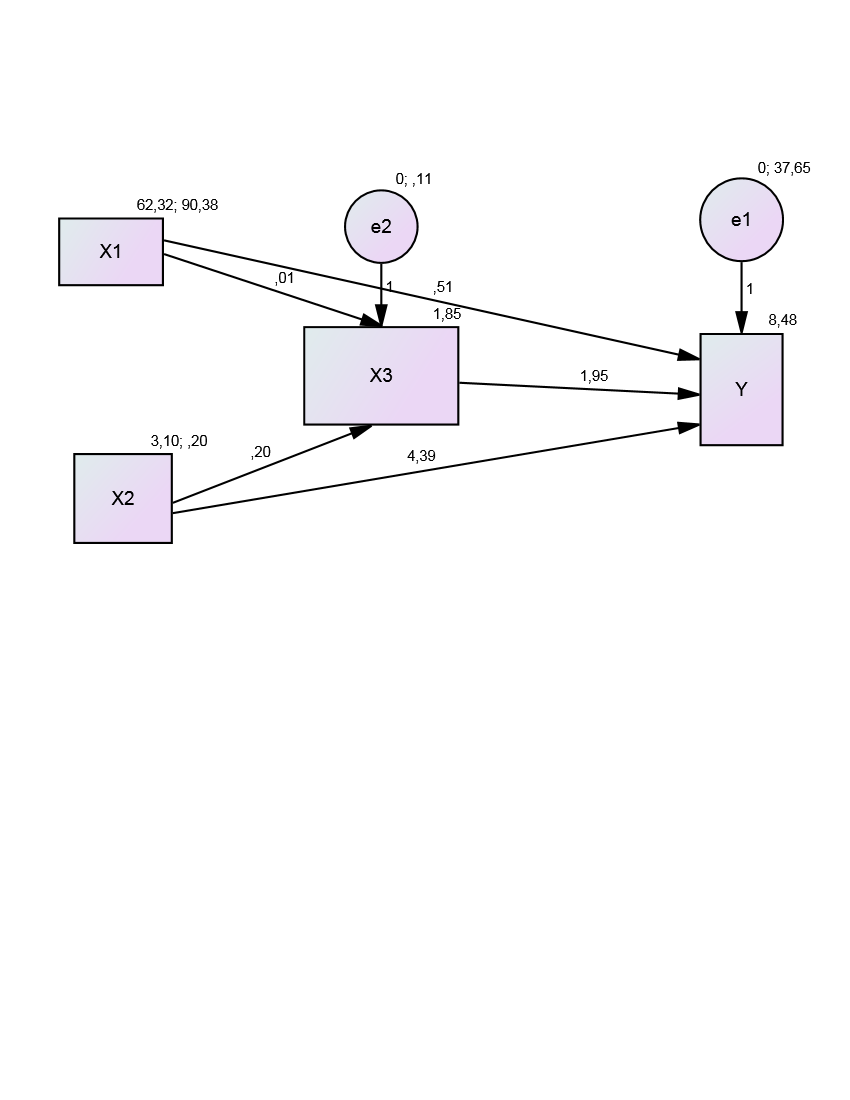 0; 37,65
0; ,11
62,32; 90,38
e1
e2
X1
,01
1
,51
1
1,85
8,48
X3
1,95
Y
3,10; ,20
,20
4,39
X2